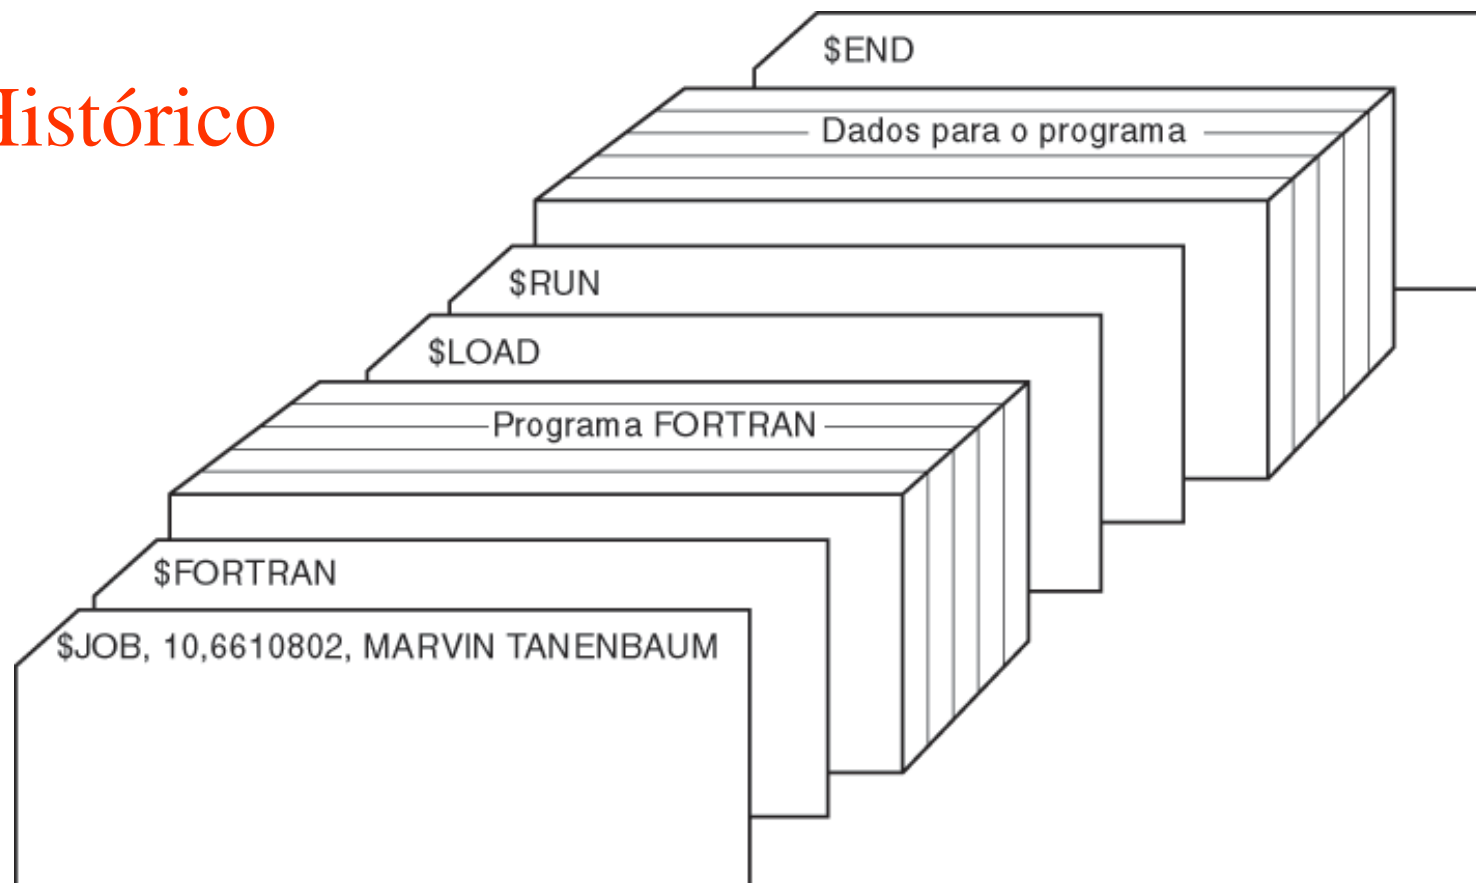 Histórico
$END
Dados para o programa
$RUN
$LOAD
Programa FORTRAN
$FORTRAN
$JOB, 10,6610802, MARVIN TANENBAUM